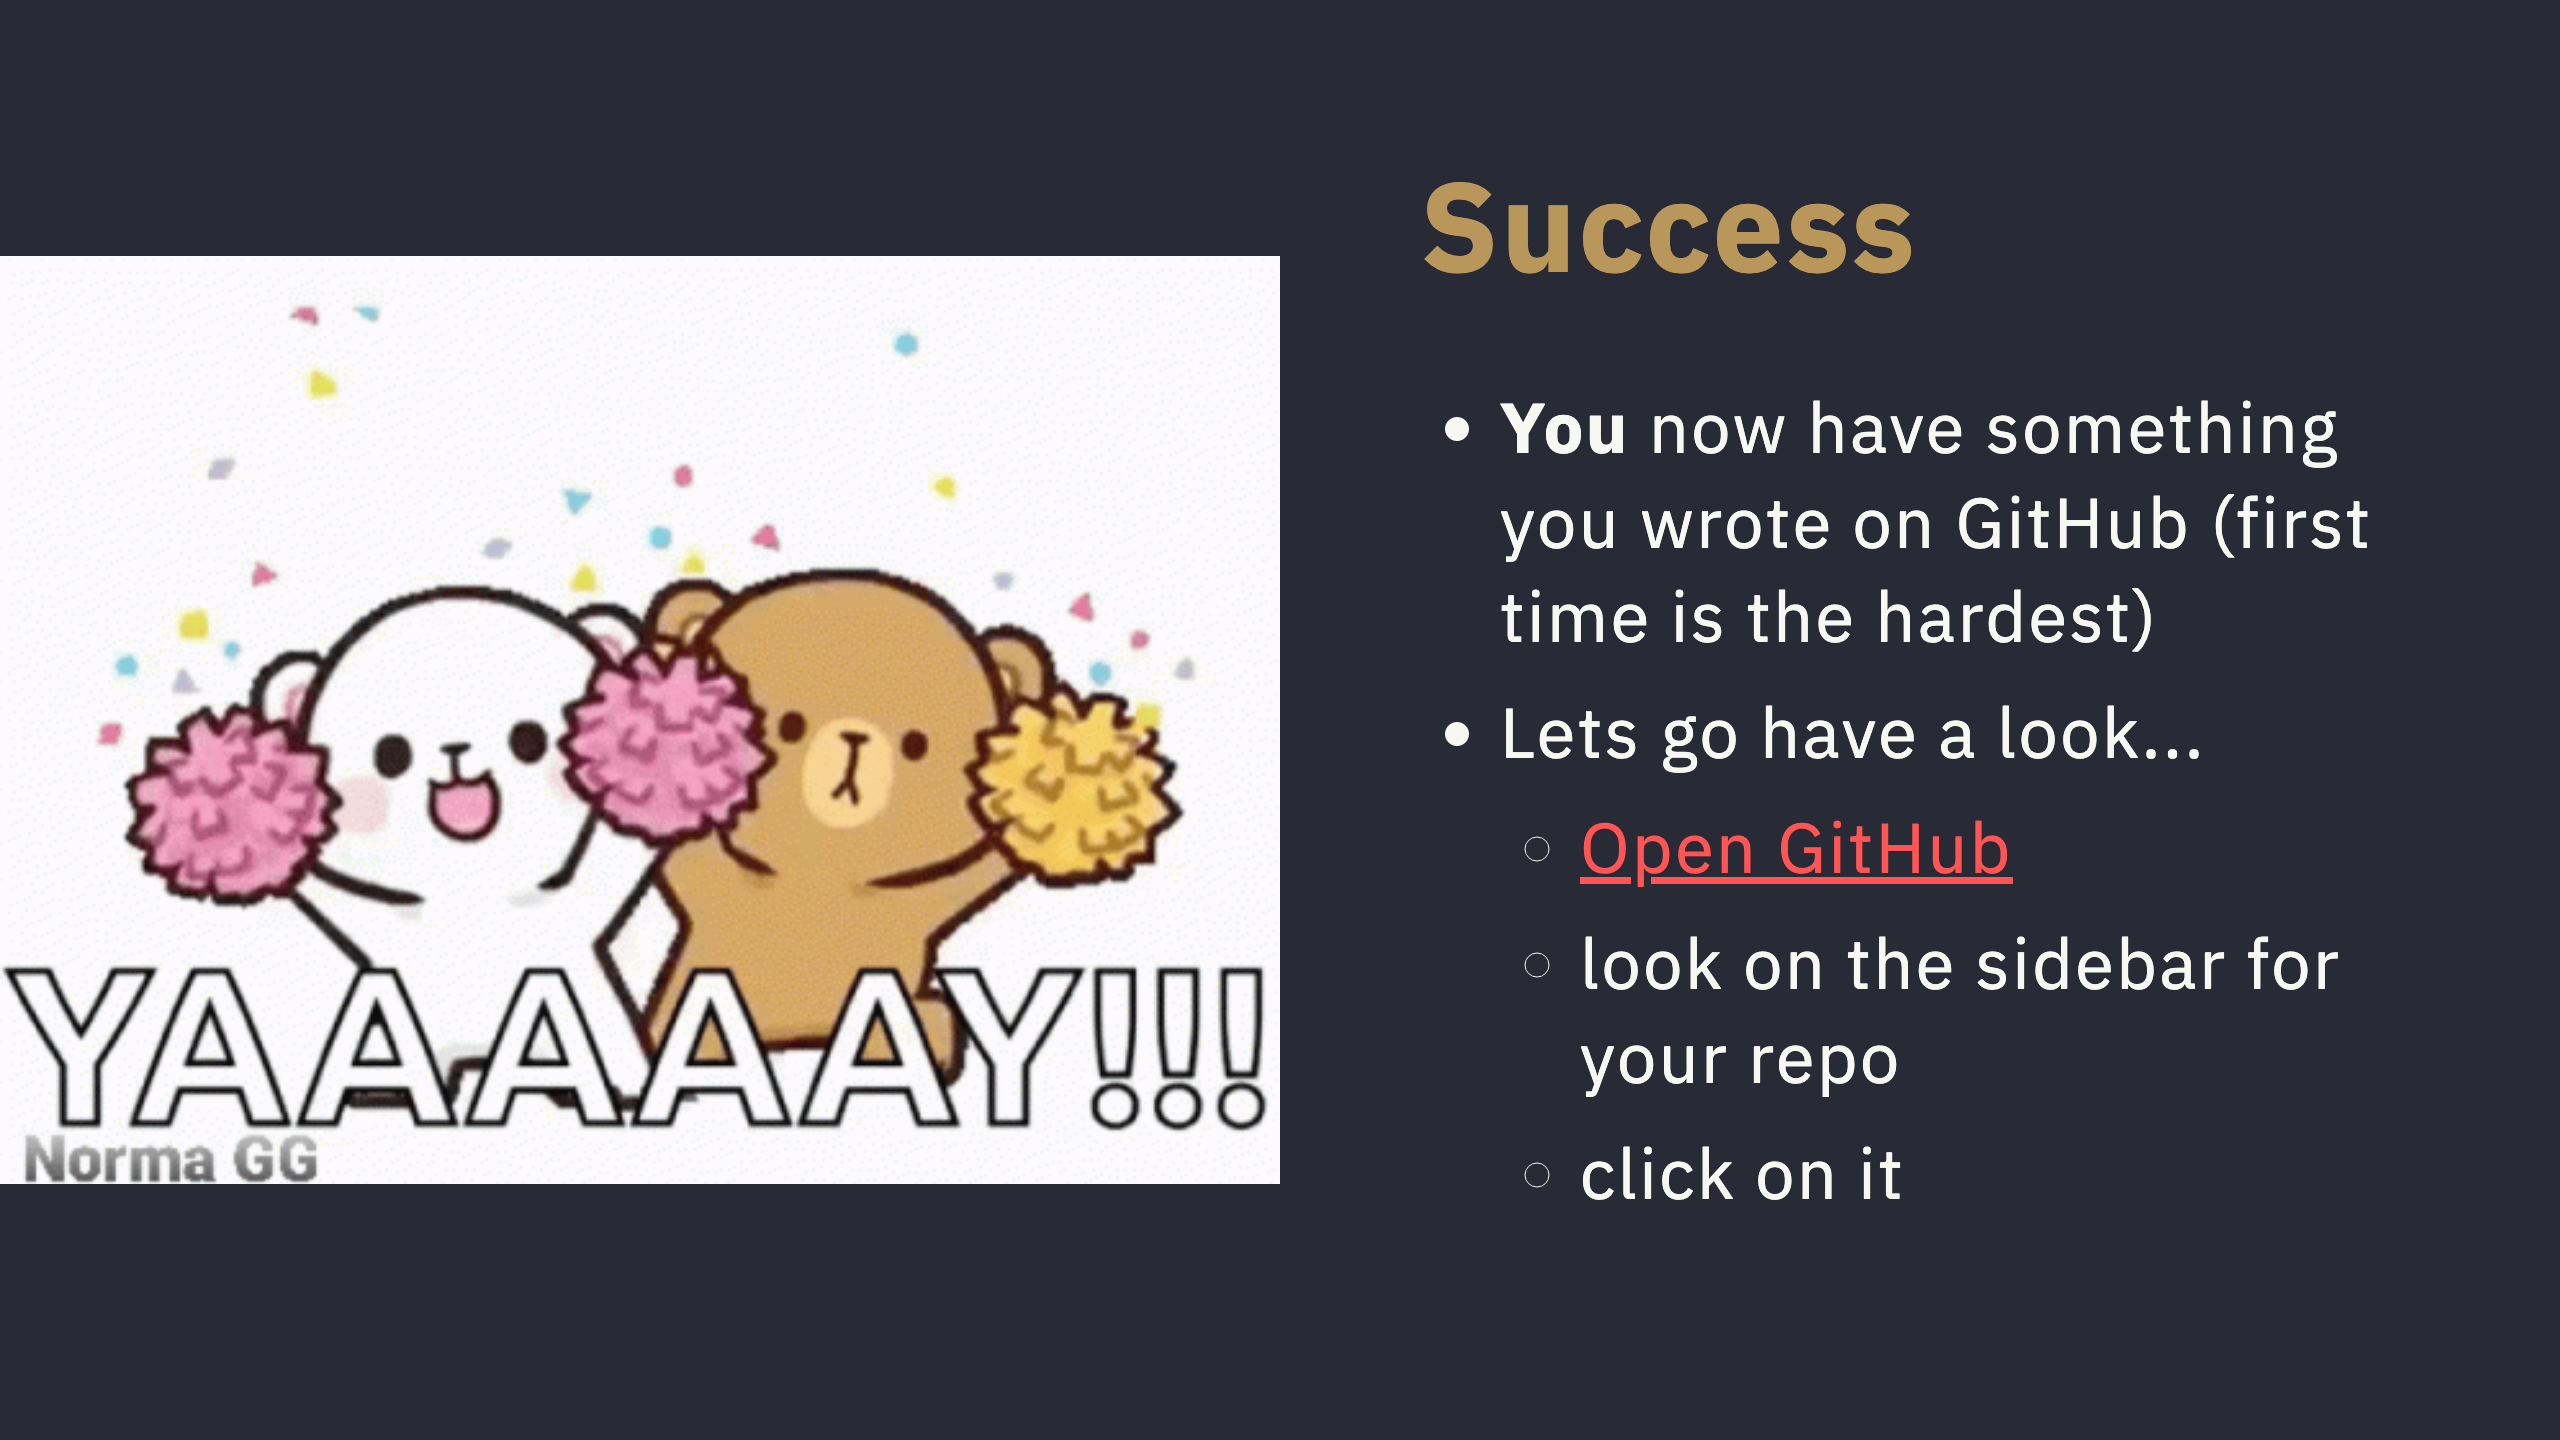 Success
You now have something
you wrote on GitHub (first
time is the hardest)
Lets go have a look...
Open GitHub
look on the sidebar for
your repo
click on it
YAAAAAY!!!
Norma GG